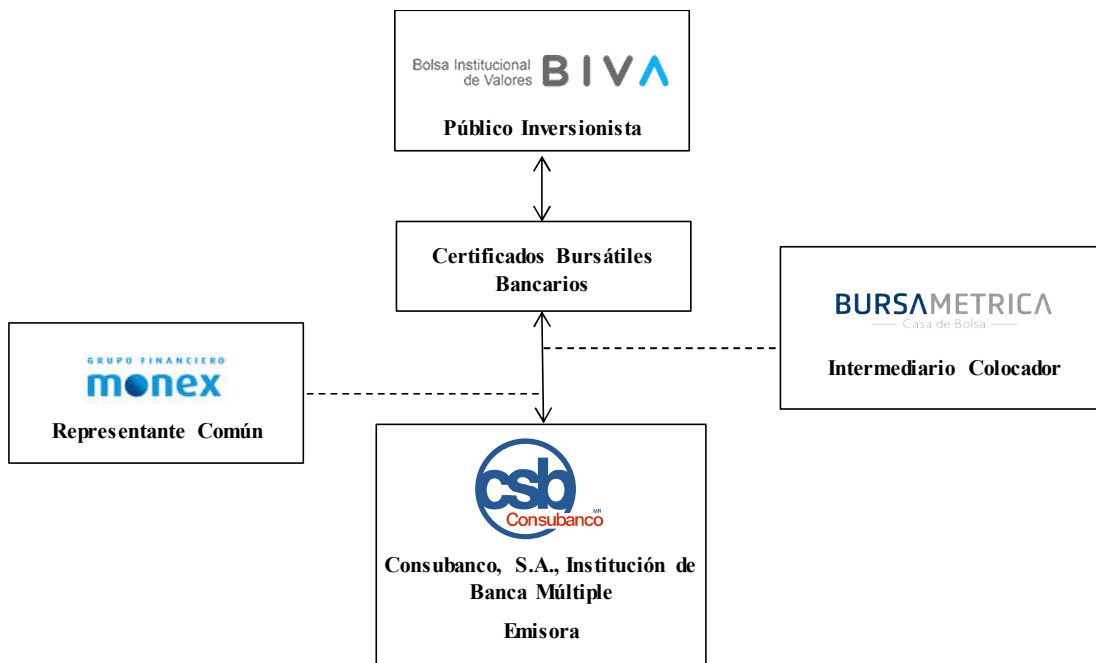 Bolsa Institucional
de Valores
BIVA
Público Inversionista
Certificados Bursátiles
Bancarios
BURSAMETRICA
Casa de Bolsa
Intermediario Colocador
GRUPO FINANCIERO
monex
Representante Común
csb
MR
Consubanco
Consubanco, S.A., Institución de
Banca Múltiple
Emisora